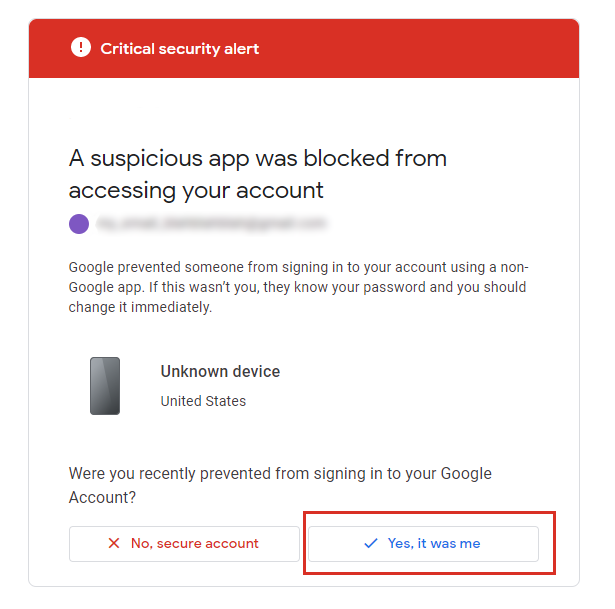 Critical security alert
A suspicious app was blocked from
accessing your account
Google prevented someone from signing in to your account using a non-
Google app. If this wasn’t you, they know your password and you should
change it immediately.
Unknown device
United States
Were you recently prevented from signing in to your Google
Account?
No, secure account
Yes, it was me